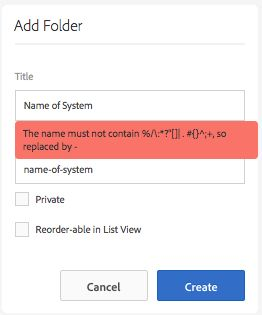 Add Folder
Title
Name of System
The name must not contain %/\:*?"[]| . #{}^;+, so
replaced by -
name-of-system
Private
Reorder-able in List View
Cancel
Create